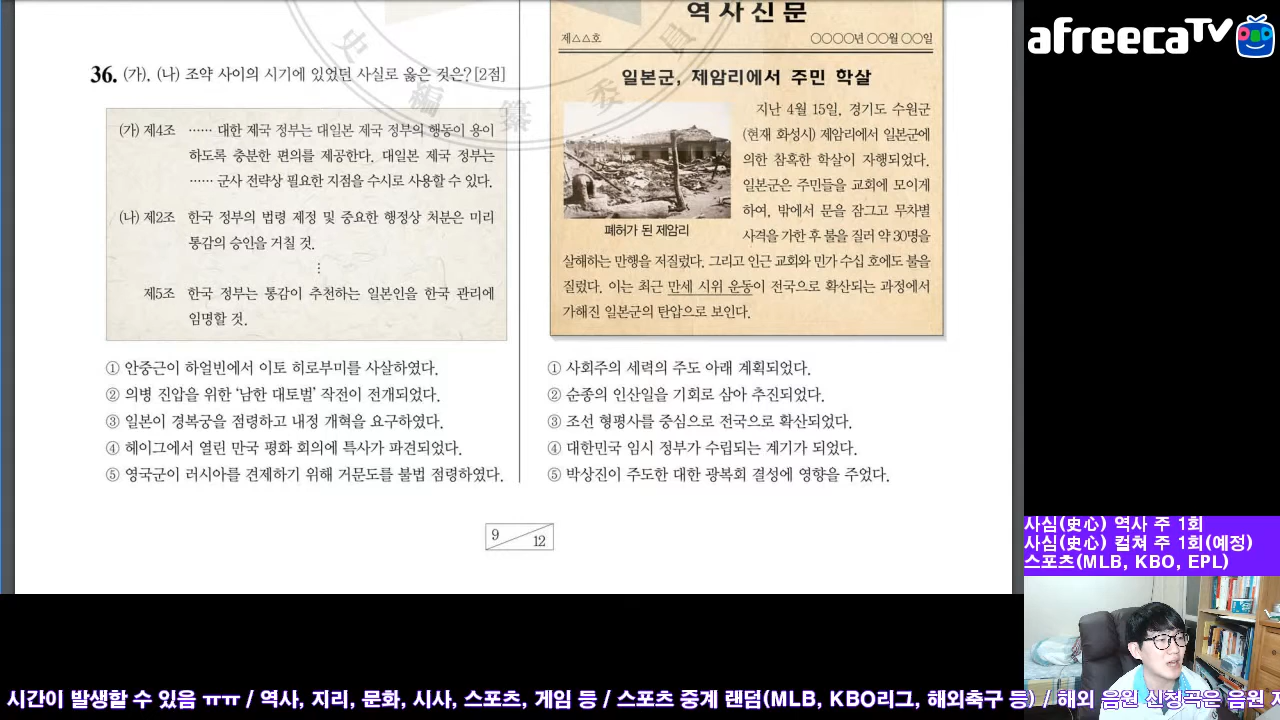 36. (가), (나) 조약 사이의 시기에 있었던 사실로 옳은 것은? [2점]
(가) 제4조 …… 대한 제국 정부는 대일본 제국 정부의 행동이 용이
하도록 충분한 편의를 제공한다. 대일본 제국 정부는
…… 군사 전략상 필요한 지점을 수시로 사용할 수 있다.
(나) 제2조 한국 정부의 법령 제정 및 중요한 행정상 처분은 미리
통감의 승인을 거칠 것.
⋮
제5조 한국 정부는 통감이 추천하는 일본인을 한국 관리에
임명할 것.
① 안중근이 하얼빈에서 이토 히로부미를 사살하였다.
② 의병 진압을 위한 ‘남한 대토벌’ 작전이 전개되었다.
③ 일본이 경복궁을 점령하고 내정 개혁을 요구하였다.
④ 헤이그에서 열린 만국 평화 회의에 특사가 파견되었다.
⑤ 영국군이 러시아를 견제하기 위해 거문도를 불법 점령하였다.
역사신문
제△△호 ○○○○년 ○○월 ○○일
일본군, 제암리에서 주민 학살
지난 4월 15일, 경기도 수원군
(현재 화성시) 제암리에서 일본군에
의한 참혹한 학살이 자행되었다.
일본군은 주민들을 교회에 모이게
하여, 밖에서 문을 잠그고 무차별
사격을 가한 후 불을 질러 약 30명을
폐허가 된 제암리
살해하는 만행을 저질렀다. 그리고 인근 교회와 민가 수십 호에도 불을
질렀다. 이는 최근 만세 시위 운동이 전국으로 확산되는 과정에서
가해진 일본군의 탄압으로 보인다.
① 사회주의 세력의 주도 아래 계획되었다.
② 순종의 인산일을 기회로 삼아 추진되었다.
③ 조선 형평사를 중심으로 전국으로 확산되었다.
④ 대한민국 임시 정부가 수립되는 계기가 되었다.
⑤ 박상진이 주도한 대한 광복회 결성에 영향을 주었다.
9 12
史 編 纂 委 員
afreecaTV
사심(史心) 역사 주 1회
사심(史心) 컬쳐 주 1회(예정)
스포츠(MLB, KBO, EPL)
시간이 발생할 수 있음 ㅠㅠ / 역사, 지리, 문화, 시사, 스포츠, 게임 등 / 스포츠 중계 랜덤(MLB, KBO리그, 해외축구 등) / 해외 음원 신청곡은 음원